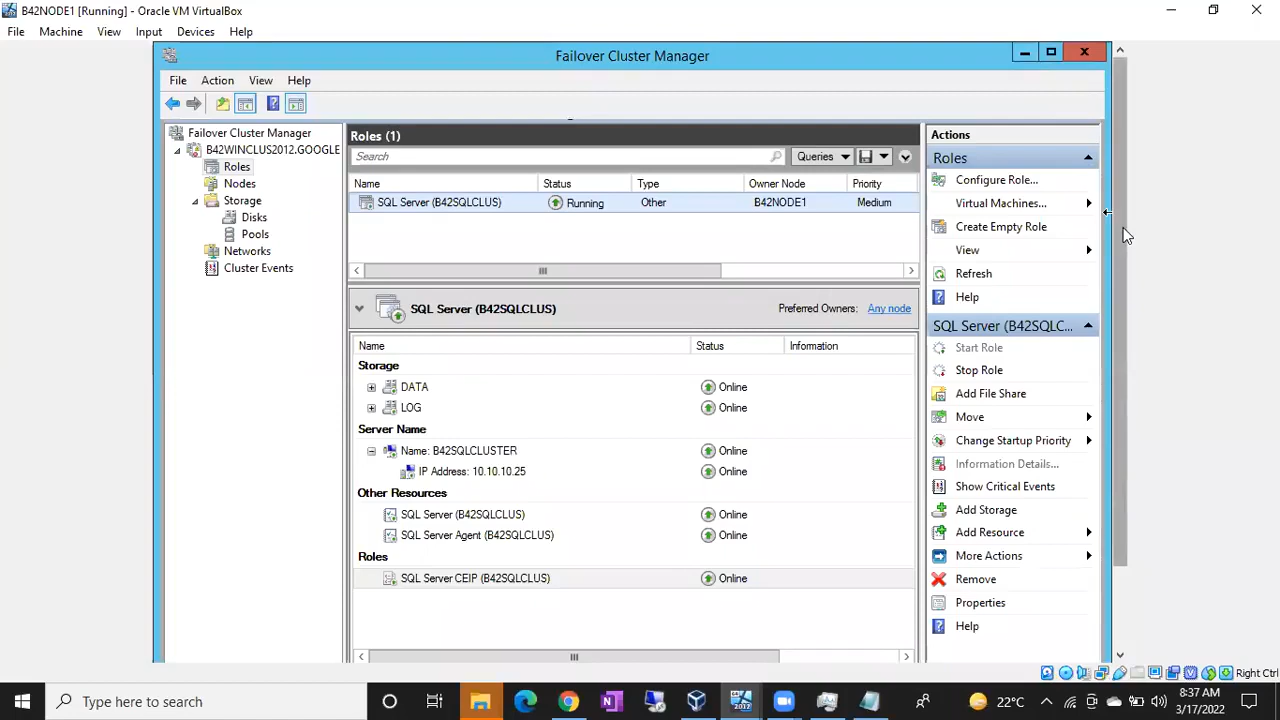 B42NODE1 [Running] - Oracle VM VirtualBox
File Machine View Input Devices Help
Failover Cluster Manager
File Action View Help
Failover Cluster Manager
B42WINCLUS2012.GOOGLE
Roles
Nodes
Storage
Disks
Pools
Networks
Cluster Events
Roles (1)
Search
Queries
Name Status Type Owner Node Priority
SQL Server (B42SQLCLUS) Running Other B42NODE1 Medium
SQL Server (B42SQLCLUS) Preferred Owners: Any node
Name Status Information
Storage
DATA Online
LOG Online
Server Name
Name: B42SQLCLUSTER Online
IP Address: 10.10.10.25 Online
Other Resources
SQL Server (B42SQLCLUS) Online
SQL Server Agent (B42SQLCLUS) Online
Roles
SQL Server CEIP (B42SQLCLUS) Online
Actions
Roles
Configure Role...
Virtual Machines...
Create Empty Role
View
Refresh
Help
SQL Server (B42SQLC...
Start Role
Stop Role
Add File Share
Move
Change Startup Priority
Information Details...
Show Critical Events
Add Storage
Add Resource
More Actions
Remove
Properties
Help
Right Ctrl
Type here to search
2012
22°C
8:37 AM
3/17/2022